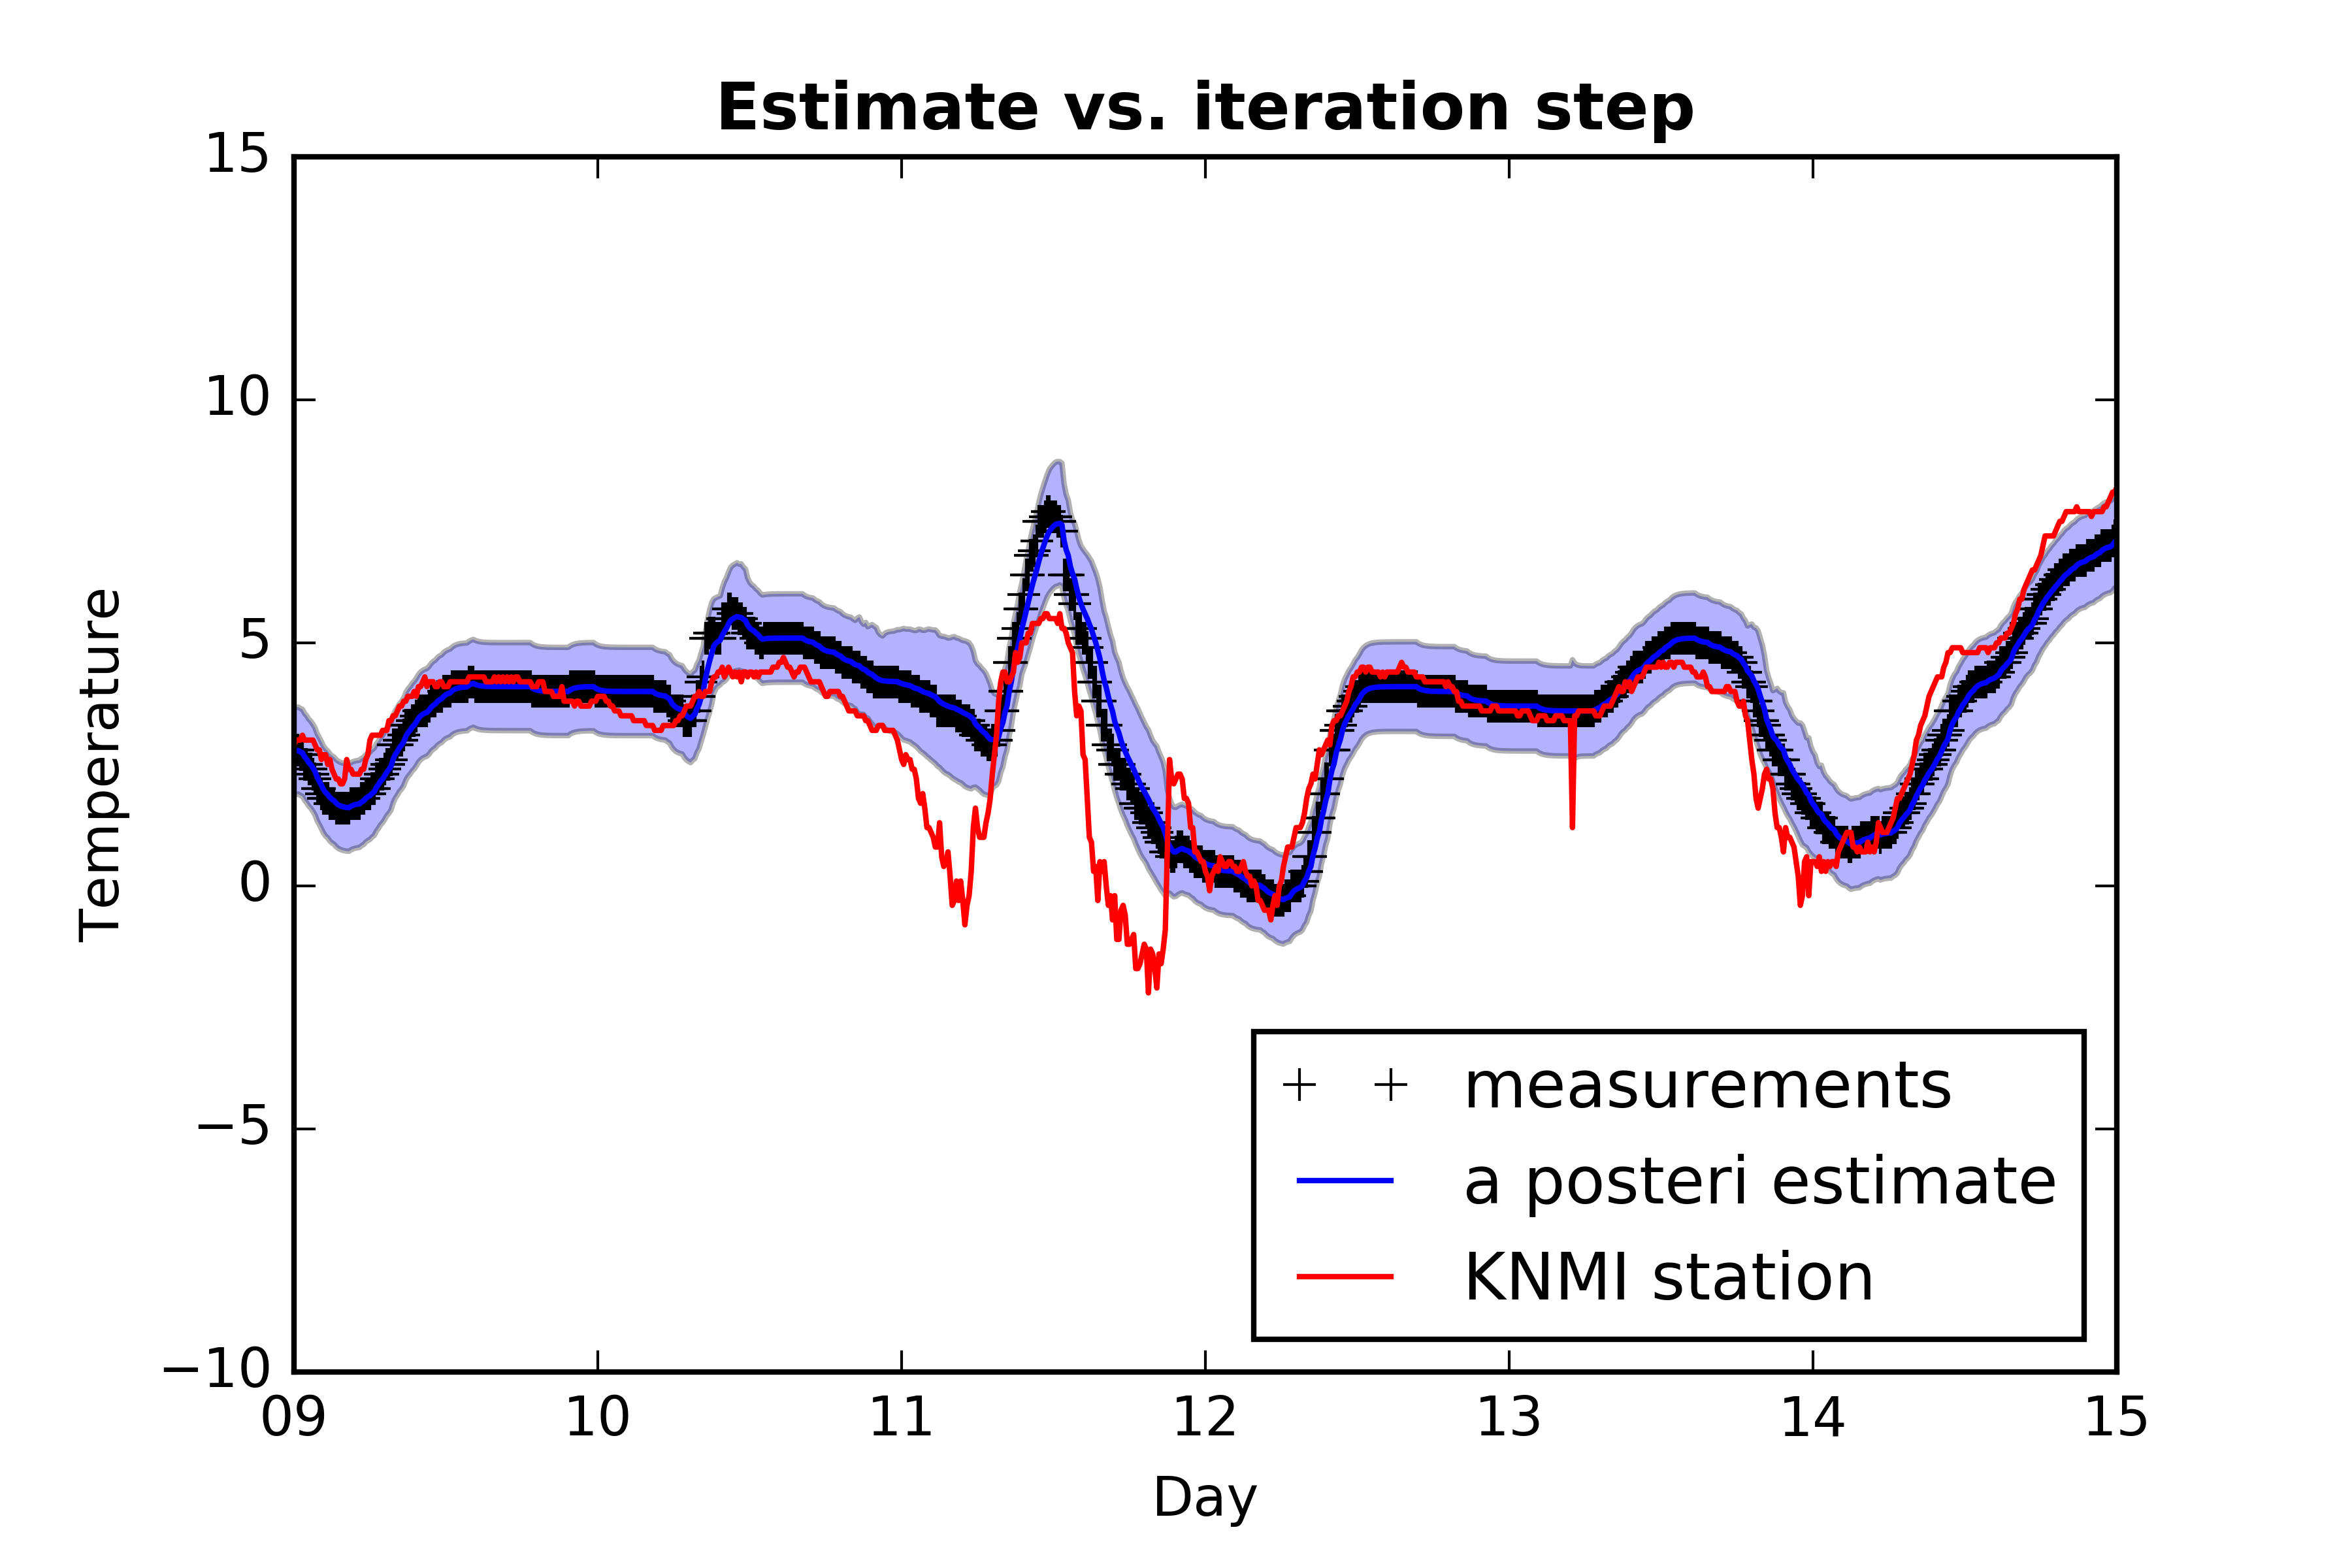 Estimate vs. iteration step
15
10
5
0
−5
−10
Temperature
09 10 11 12 13 14 15
Day
measurements
a posteri estimate
KNMI station